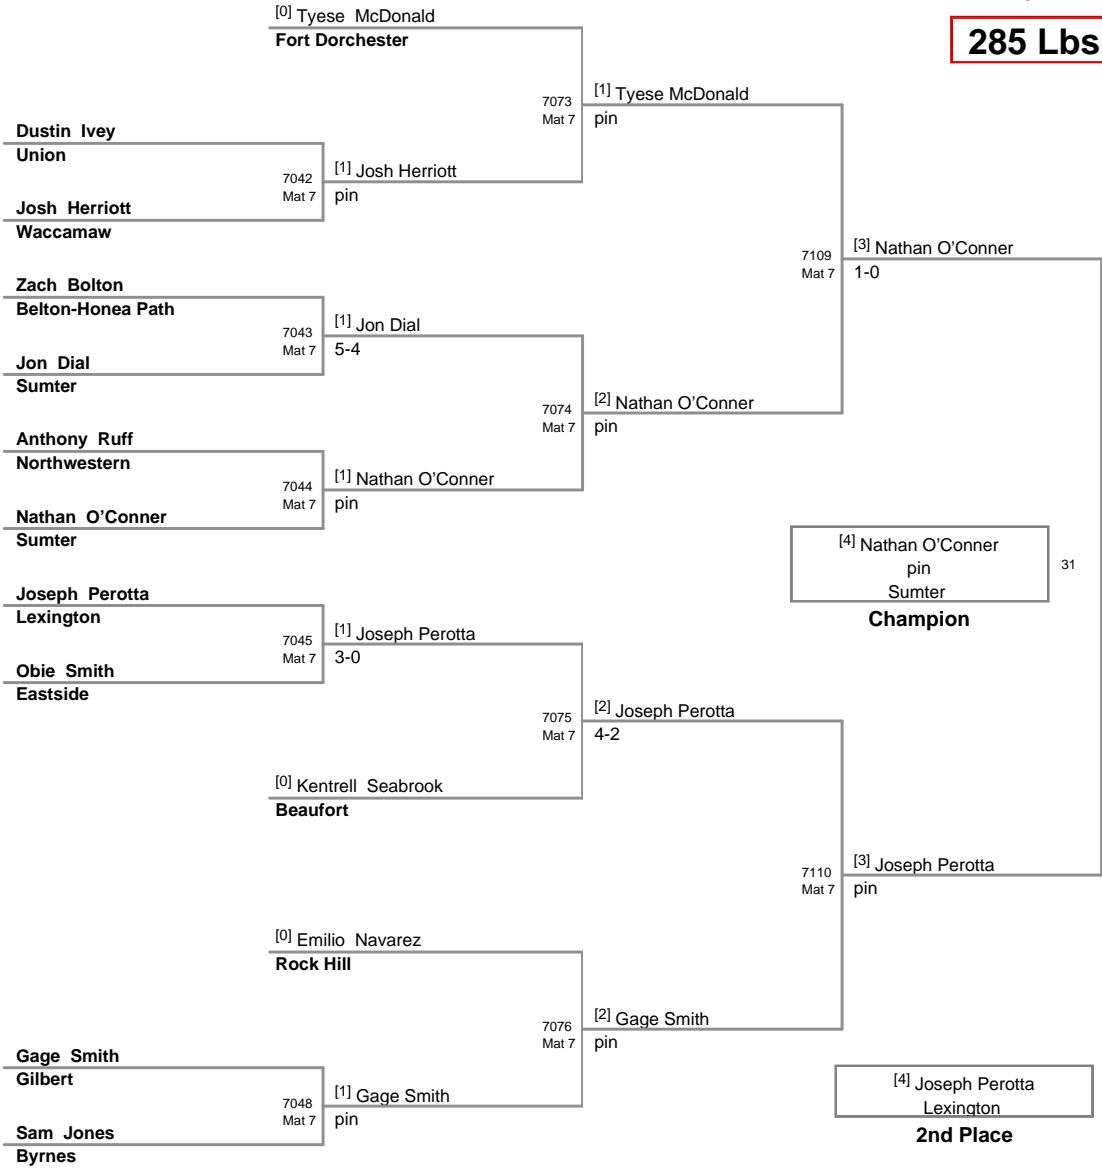 [0] Tyese  McDonald
Fort Dorchester
285 Lbs
7073
Mat 7
[1] Tyese McDonald
pin
Dustin  Ivey
Union
7042
Mat 7
[1] Josh Herriott
pin
Josh  Herriott
Waccamaw
7109
Mat 7
[3] Nathan O'Conner
1-0
Zach  Bolton
Belton-Honea Path
7043
Mat 7
[1] Jon Dial
5-4
Jon  Dial
Sumter
7074
Mat 7
[2] Nathan O'Conner
pin
Anthony  Ruff
Northwestern
7044
Mat 7
[1] Nathan O'Conner
pin
Nathan  O'Conner
Sumter
[4] Nathan O'Conner
pin
Sumter
31
Champion
Joseph  Perotta
Lexington
7045
Mat 7
[1] Joseph Perotta
3-0
Obie  Smith
Eastside
7075
Mat 7
[2] Joseph Perotta
4-2
[0] Kentrell  Seabrook
Beaufort
7110
Mat 7
[3] Joseph Perotta
pin
[0] Emilio  Navarez
Rock Hill
7076
Mat 7
[2] Gage Smith
pin
Gage  Smith
Gilbert
7048
Mat 7
[1] Gage Smith
pin
Sam  Jones
Byrnes
[4] Joseph Perotta
Lexington
2nd Place